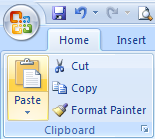 Home Insert
Cut
Copy
Paste
Format Painter
Clipboard